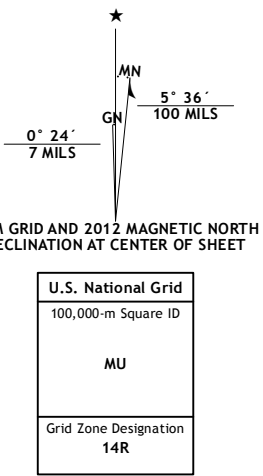 MN
GN
5° 36´
100 MILS
0° 24´
7 MILS
M GRID AND 2012 MAGNETIC NORTH
ECLINATION AT CENTER OF SHEET
U.S. National Grid
100,000-m Square ID
MU
Grid Zone Designation
14R